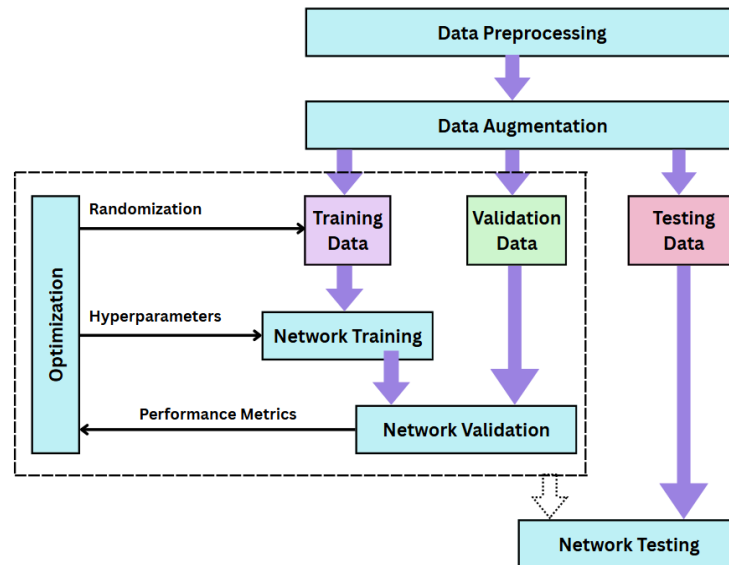 Data Preprocessing
Data Augmentation
Randomization
Training
Data
Validation
Data
Testing
Data
Optimization
Hyperparameters
Network Training
Performance Metrics
Network Validation
Network Testing